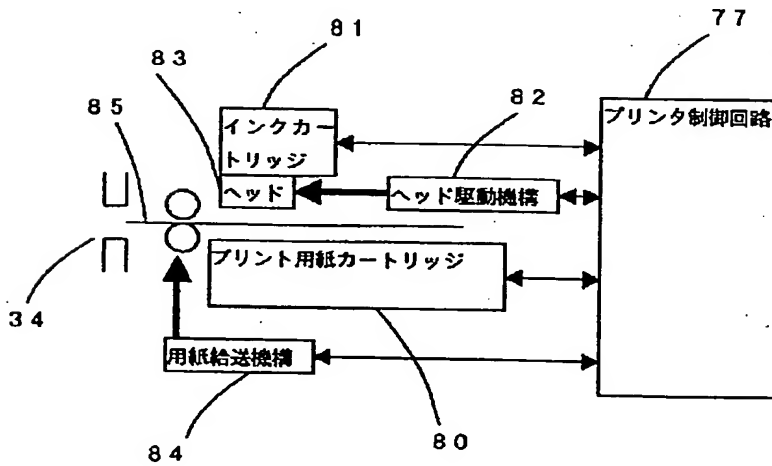 81
77
83
82
85
インクカー
トリッジ
プリンタ制御回路
ヘッド
ヘッド駆動機構
プリント用紙カートリッジ
34
用紙給送機構
84
80